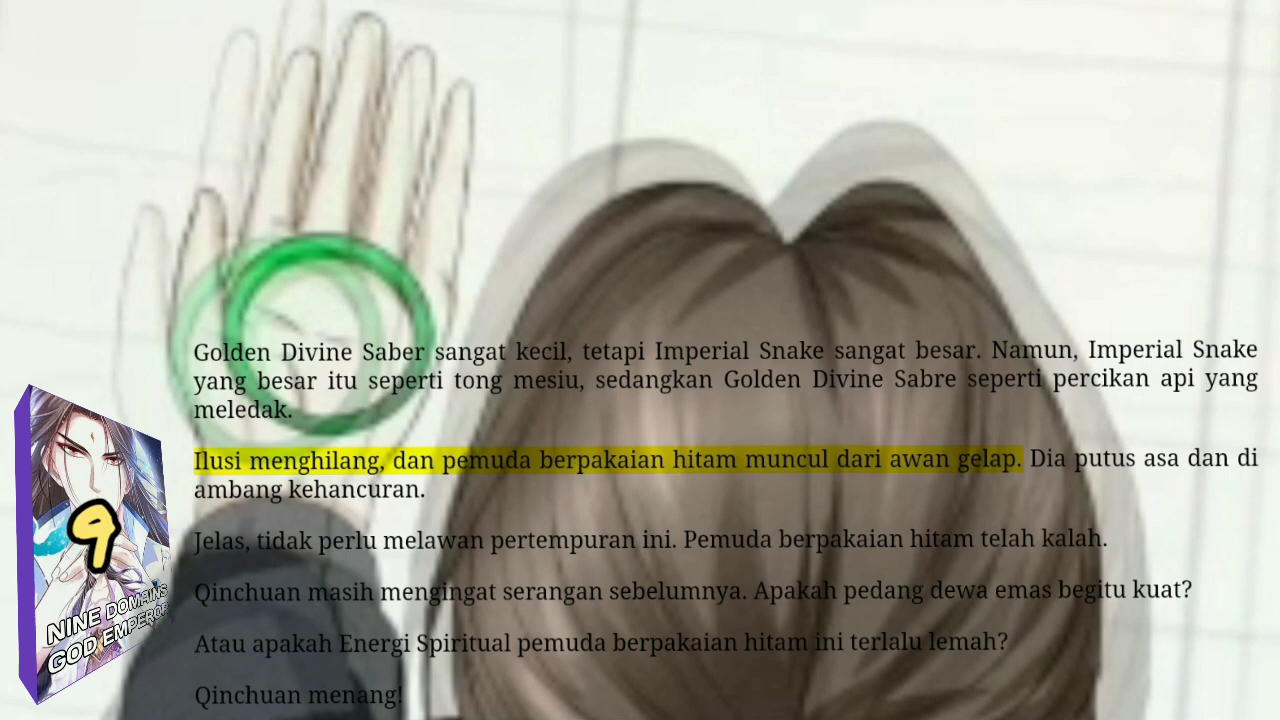 Golden Divine Saber sangat kecil, tetapi Imperial Snake sangat besar. Namun, Imperial Snake
yang besar itu seperti tong mesiu, sedangkan Golden Divine Sabre seperti percikan api yang
meledak.
Ilusi menghilang, dan pemuda berpakaian hitam muncul dari awan gelap. Dia putus asa dan di
ambang kehancuran.
Jelas, tidak perlu melawan pertempuran ini. Pemuda berpakaian hitam telah kalah.
Qinchuan masih mengingat serangan sebelumnya. Apakah pedang dewa emas begitu kuat?
Atau apakah Energi Spiritual pemuda berpakaian hitam ini terlalu lemah?
Qinchuan menang!
9
NINE DOMAINS
GOD EMPEROR